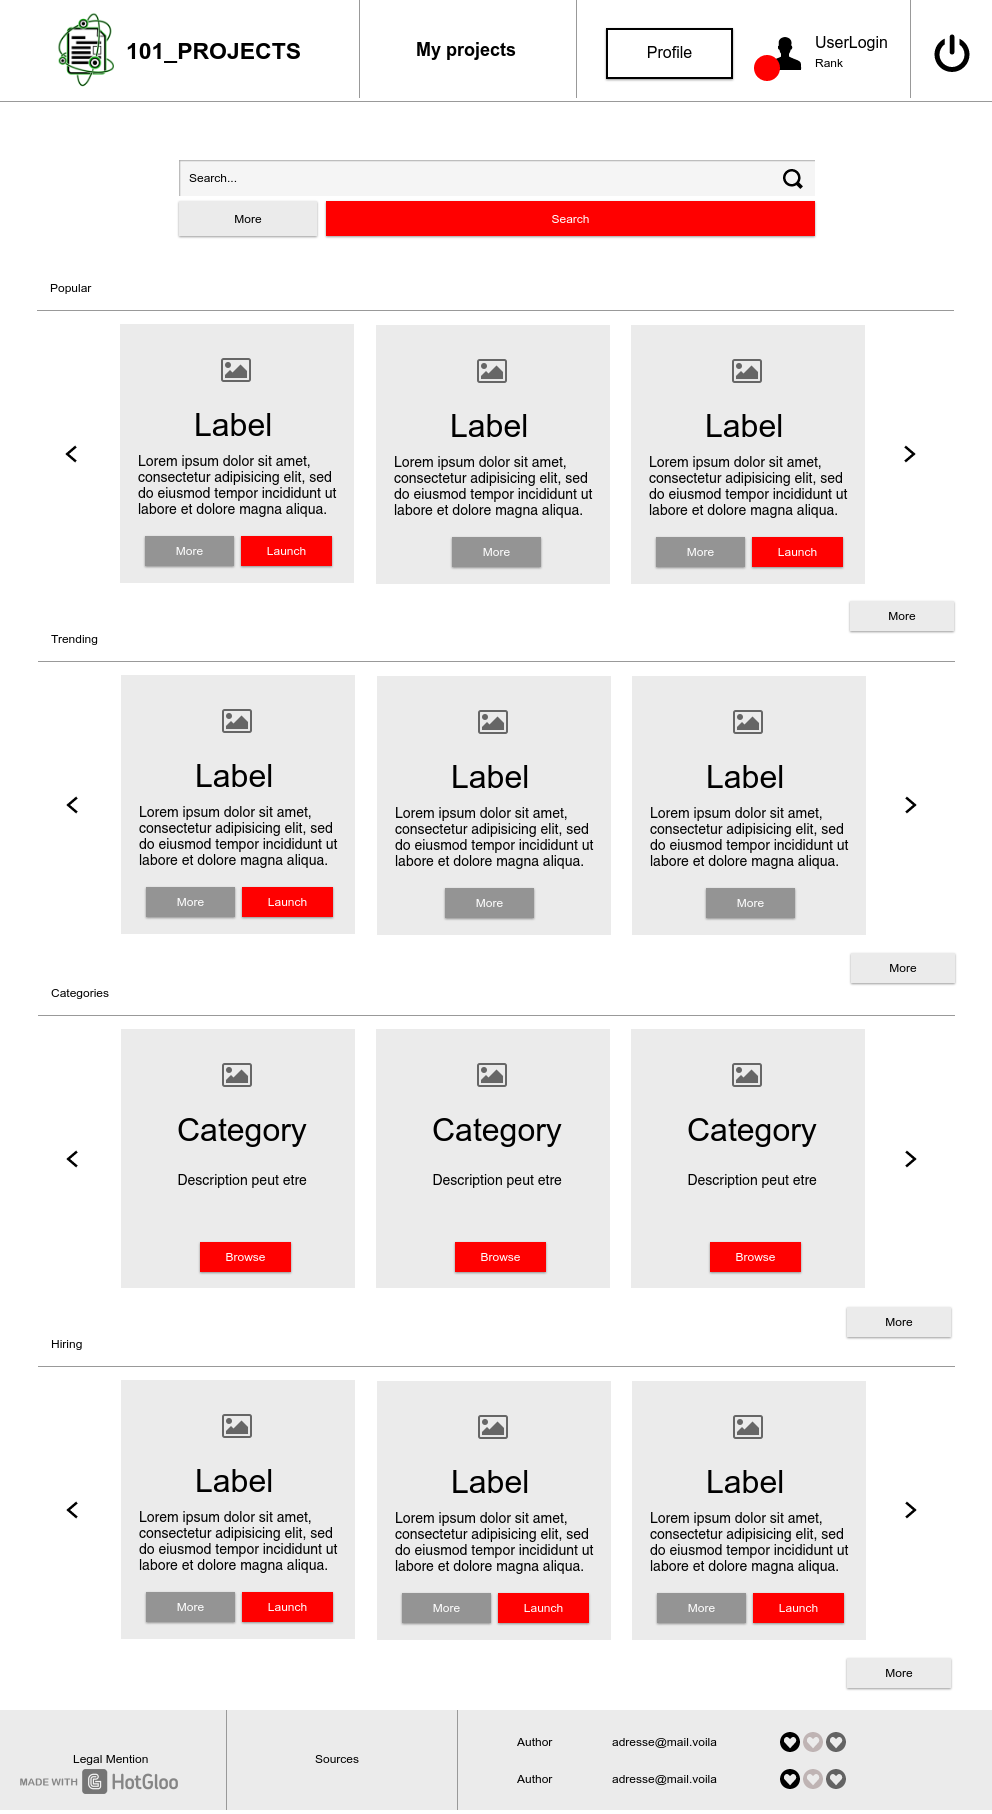 101_PROJECTS
My projects
Profile
UserLogin
Rank
Search...
More
Search
Popular
Label
Label
Label
Lorem ipsum dolor sit amet,
consectetur adipisicing elit, sed
do eiusmod tempor incididunt ut
labore et dolore magna aliqua.
Lorem ipsum dolor sit amet,
consectetur adipisicing elit, sed
do eiusmod tempor incididunt ut
labore et dolore magna aliqua.
Lorem ipsum dolor sit amet,
consectetur adipisicing elit, sed
do eiusmod tempor incididunt ut
labore et dolore magna aliqua.
More
Launch
More
More
Launch
More
Trending
Label
Label
Label
Lorem ipsum dolor sit amet,
consectetur adipisicing elit, sed
do eiusmod tempor incididunt ut
labore et dolore magna aliqua.
Lorem ipsum dolor sit amet,
consectetur adipisicing elit, sed
do eiusmod tempor incididunt ut
labore et dolore magna aliqua.
Lorem ipsum dolor sit amet,
consectetur adipisicing elit, sed
do eiusmod tempor incididunt ut
labore et dolore magna aliqua.
More
Launch
More
More
More
Categories
Category
Category
Category
Description peut etre
Description peut etre
Description peut etre
Browse
Browse
Browse
More
Hiring
Label
Label
Label
Lorem ipsum dolor sit amet,
consectetur adipisicing elit, sed
do eiusmod tempor incididunt ut
labore et dolore magna aliqua.
Lorem ipsum dolor sit amet,
consectetur adipisicing elit, sed
do eiusmod tempor incididunt ut
labore et dolore magna aliqua.
Lorem ipsum dolor sit amet,
consectetur adipisicing elit, sed
do eiusmod tempor incididunt ut
labore et dolore magna aliqua.
More
Launch
More
Launch
More
Launch
More
Legal Mention
MADE WITH HotGloo
Sources
Author
adresse@mail.voila
Author
adresse@mail.voila